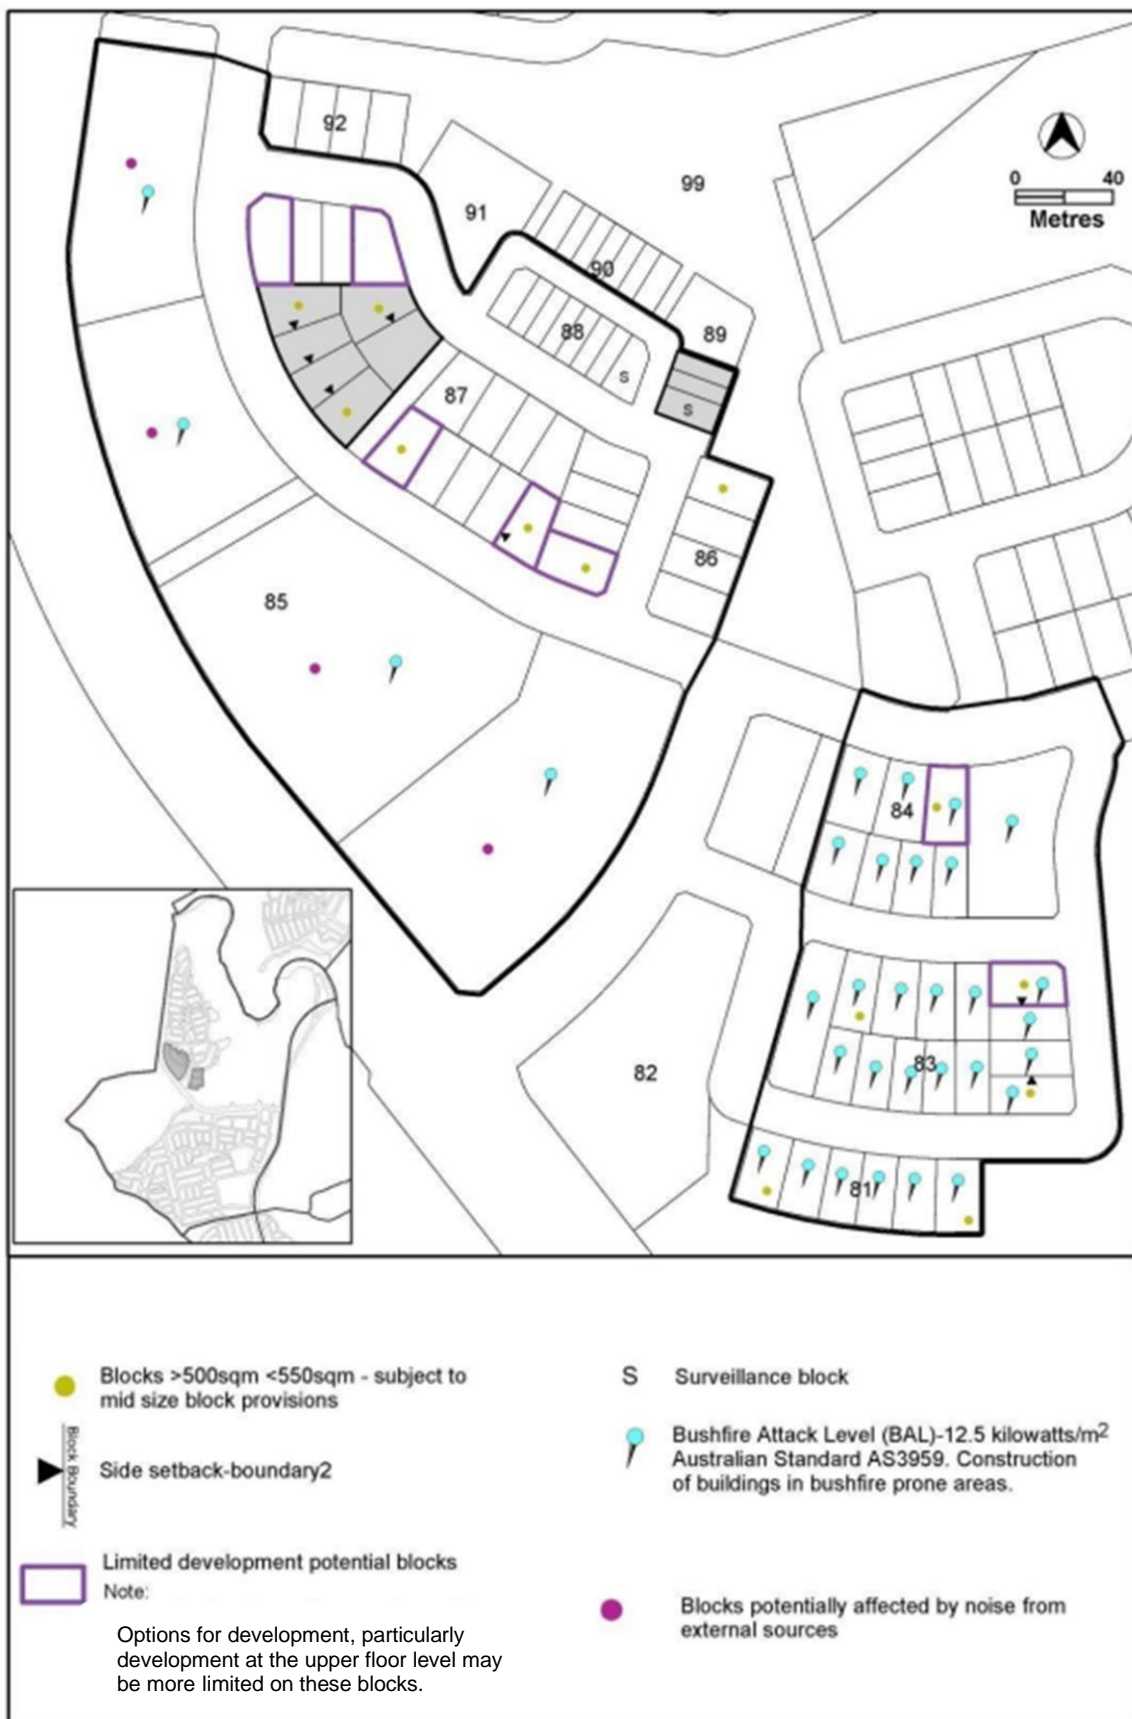 92
99
0 40
Metres
91
90
88
89
S
S
87
86
85
84
83
82
81
Blocks >500sqm <550sqm - subject to
mid size block provisions
Block Boundary
Side setback-boundary2
Limited development potential blocks
Note:
Options for development, particularly
development at the upper floor level may
be more limited on these blocks.
S Surveillance block
Bushfire Attack Level (BAL)-12.5 kilowatts/m²
Australian Standard AS3959. Construction
of buildings in bushfire prone areas.
Blocks potentially affected by noise from
external sources